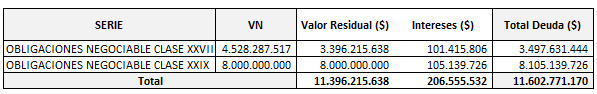 SERIE VN Valor Residual ($) Intereses ($) Total Deuda ($)
OBLIGACIONES NEGOCIABLE CLASE XXVII 4.528.287.517 3.396.215.638 101.415.806 3.497.631.444
OBLIGACIONES NEGOCIABLE CLASE XXIX 8.000.000.000 8.000.000.000 105.139.726 8.105.139.726
Total 11.396.215.638 206.555.532 11.602.771.170